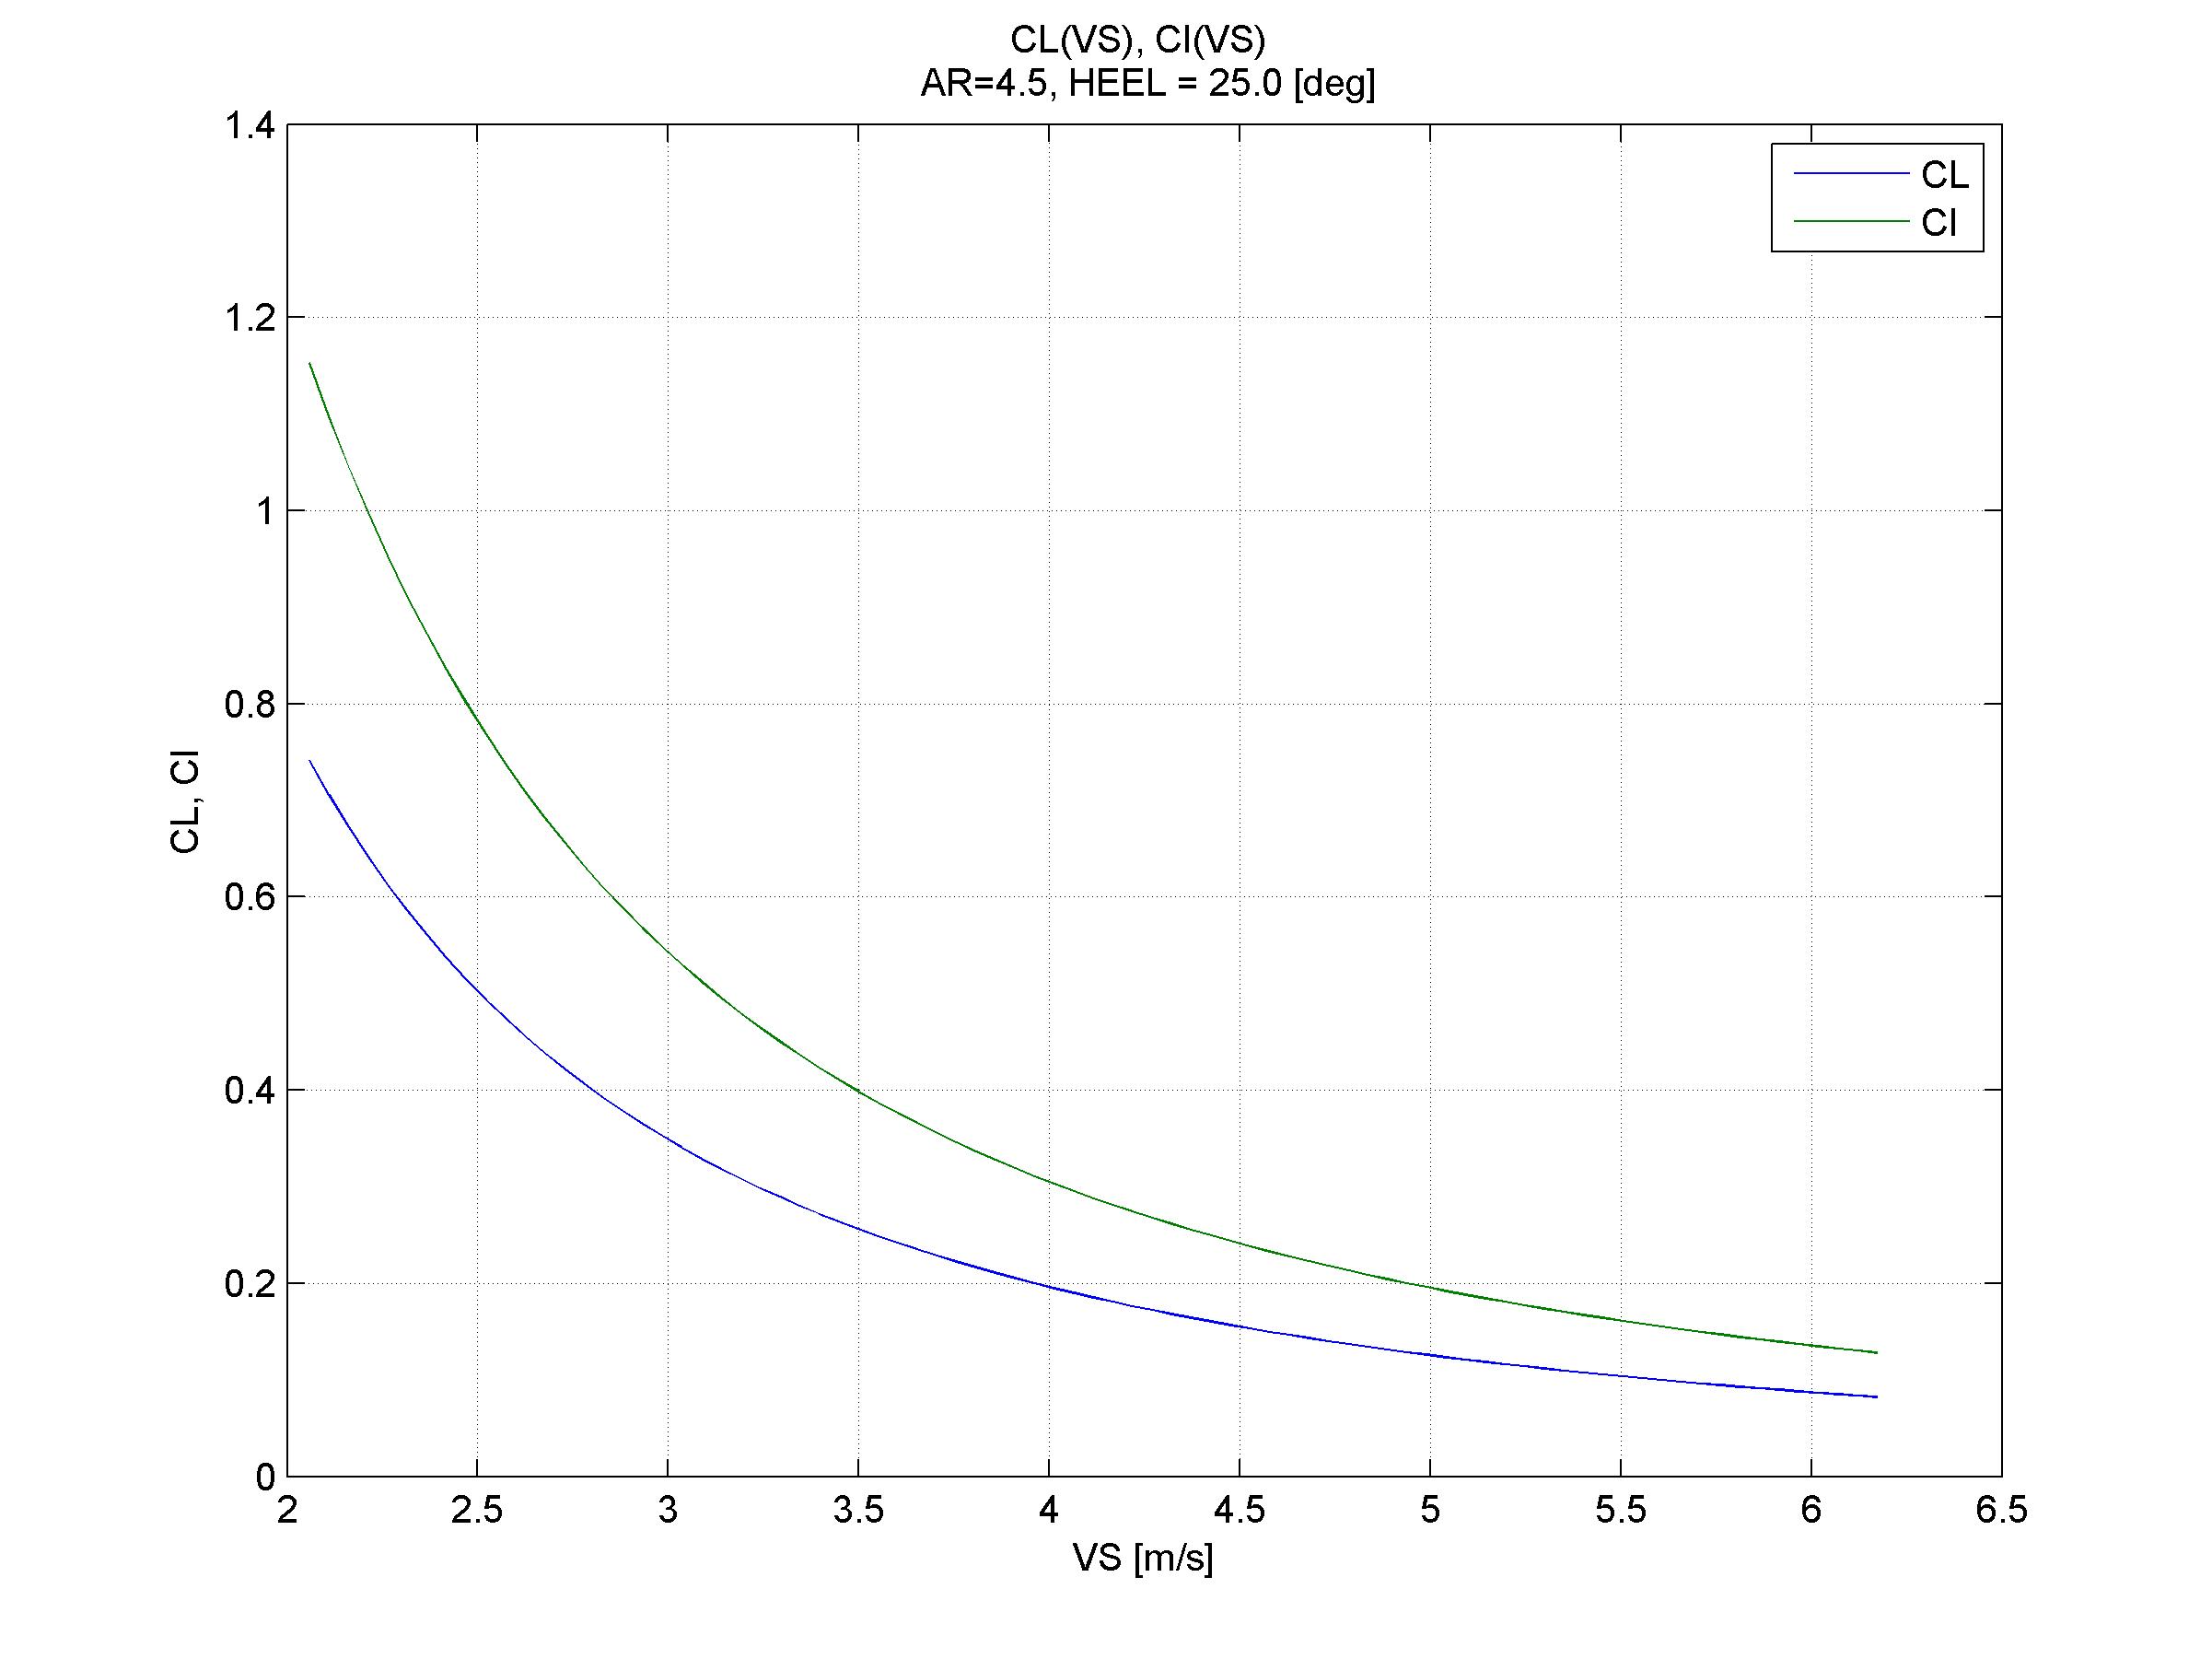 CL(VS), CI(VS)
AR=4.5, HEEL = 25.0 [deg]
1.4
1.2
1
0.8
0.6
0.4
0.2
0
CL
CI
CL, CI
2 2.5 3 3.5 4 4.5 5 5.5 6 6.5
VS [m/s]